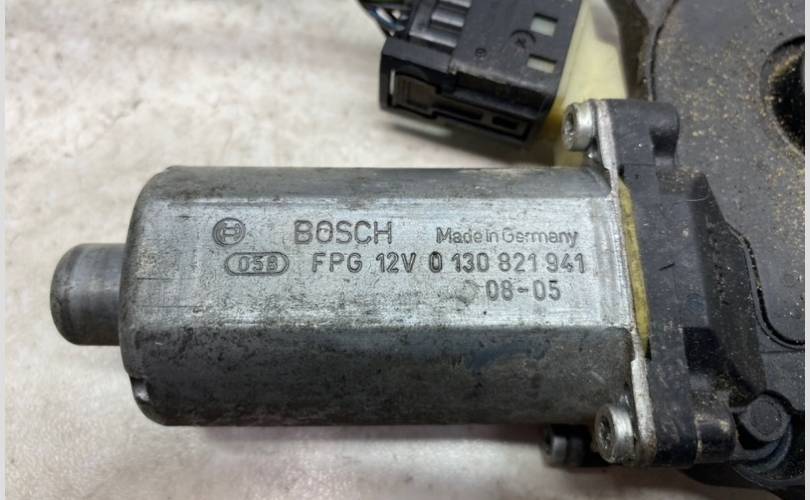 BOSCH Made in Germany
058 FPG 12V 0 130 821 941
08-05